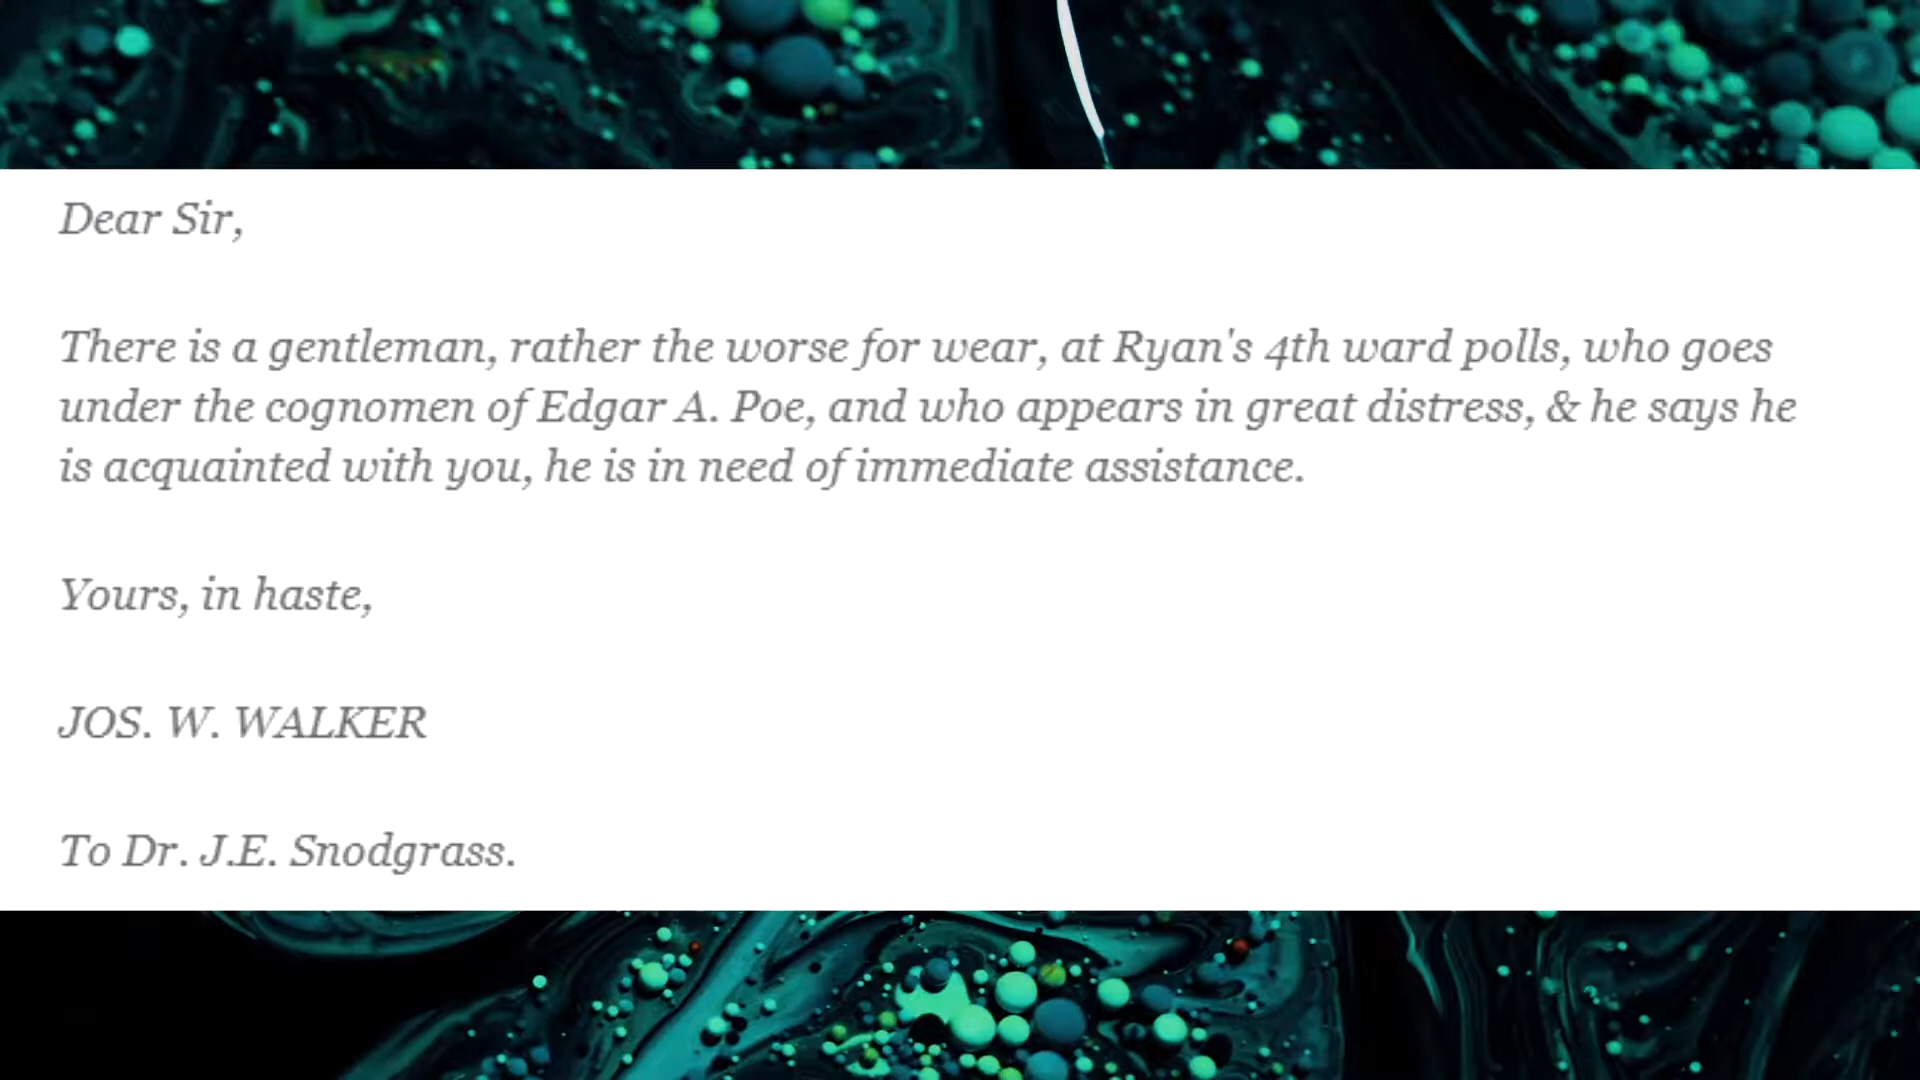 Dear Sir,
There is a gentleman, rather the worse for wear, at Ryan's 4th ward polls, who goes
under the cognomen of Edgar A. Poe, and who appears in great distress, & he says he
is acquainted with you, he is in need of immediate assistance.
Yours, in haste,
JOS. W. WALKER
To Dr. J.E. Snodgrass.